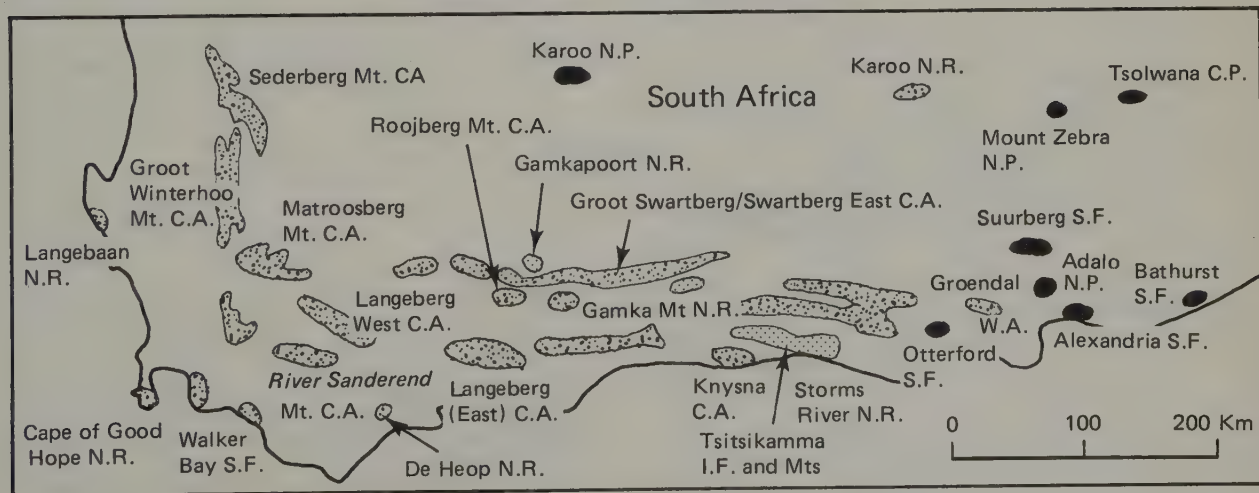 Sederberg Mt. CA
Karoo N.P.
South Africa
Karoo N.R.
Tsolwana C.P.
Mount Zebra
N.P.
Roojberg Mt. C.A.
Gamkapoort N.R.
Groot Swartberg/Swartberg East C.A.
Groot
Winterhoo
Mt. C.A.
Matroosberg
Mt. C.A.
Langebaan
N.R.
Suurberg S.F.
Adalo
N.P.
Bathurst
S.F.
Groendal
W.A.
Alexandria S.F.
Langeberg
West C.A.
Gamka Mt N.R.
Otterford
S.F.
River Sanderend
Mt. C.A.
Langeberg
(East) C.A.
Knysna
C.A.
Storms
River N.R.
Tsitsikamma
I.F. and Mts
Cape of Good
Hope N.R.
Walker
Bay S.F.
De Heop N.R.
0 100 200 Km